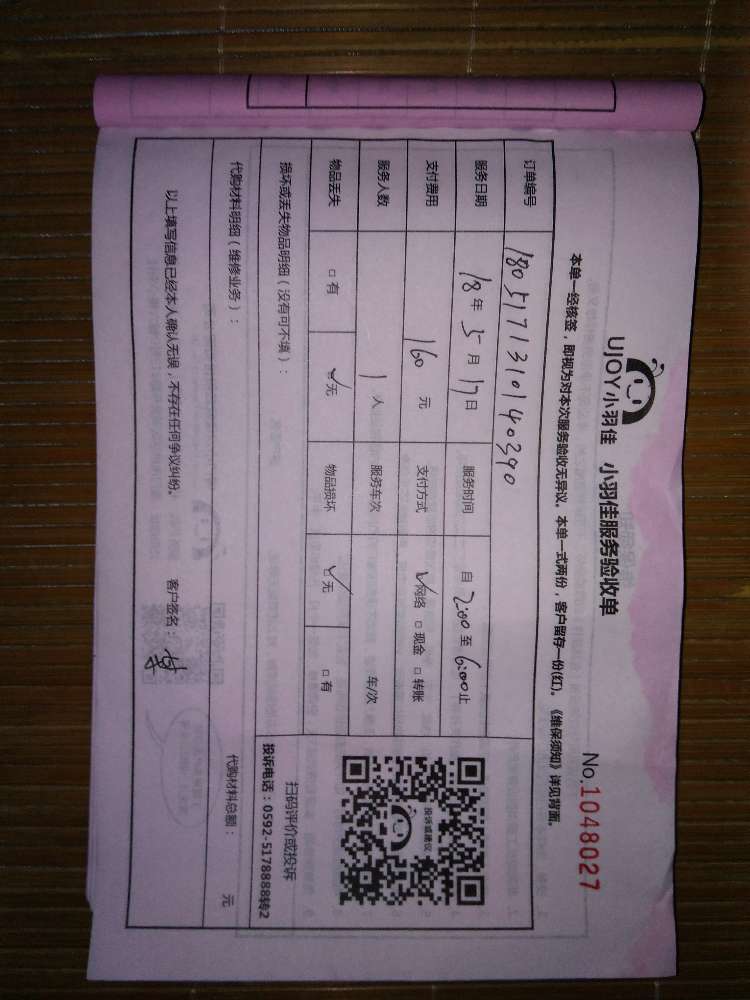 UJOY小羽佳 小羽佳服务验收单
No.1048027
本单一经核签，即视为对本次服务验收无异议。本单一式两份，客户留存一份(红)。《维保须知》详见背面。
订单编号 1805171310140390
服务日期 18年5月17日 服务时间 自2:00至6:00止
支付费用 160元 支付方式 ☑网络 □现金 □转账
服务人数 1人 服务车次 车/次
物品丢失 □有 ☑无 物品损坏 ☑无 □有
损坏或丢失物品明细（没有可不填）：
投诉或建议
扫码评价或投诉
投诉电话：0592-5178888转2
代购材料明细（维修业务）： 代购材料总额： 元
以上填写信息已经本人确认无误，不存在任何争议纠纷。 客户签名：